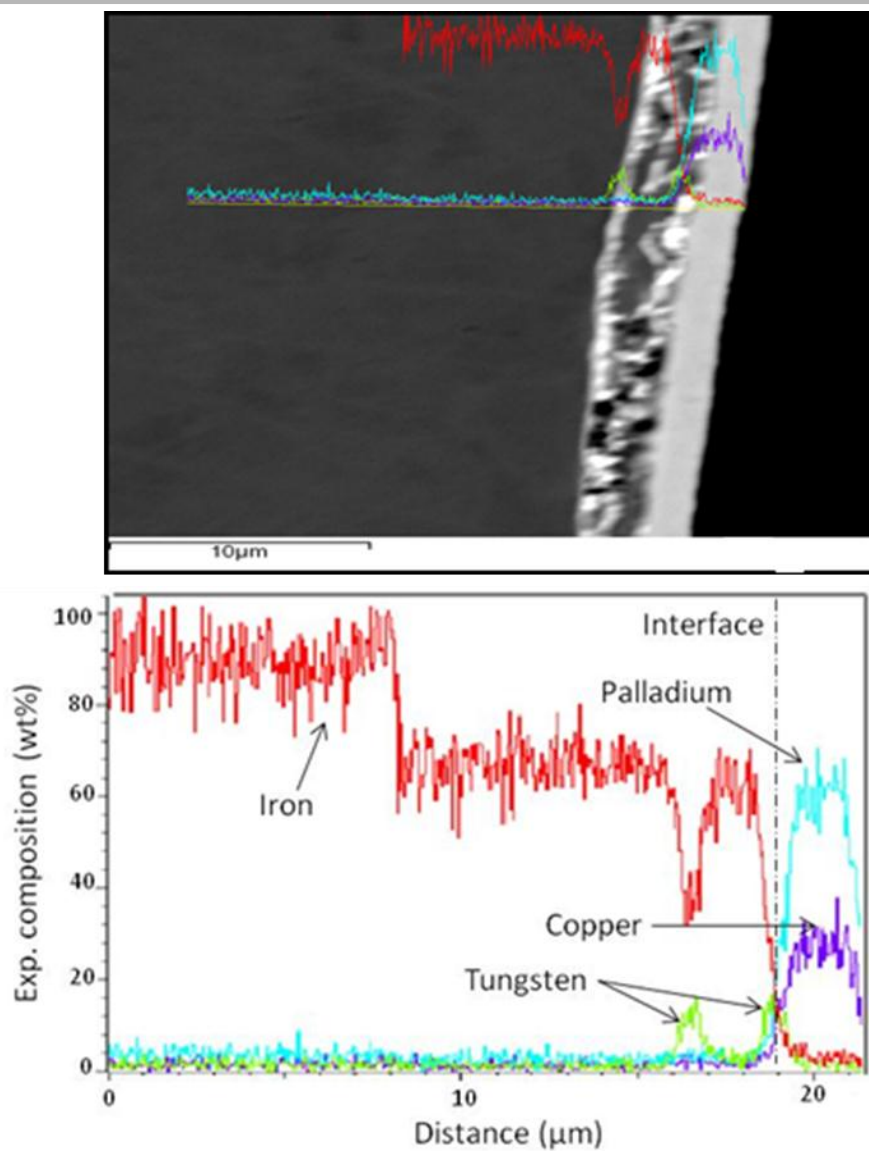 10µm
Exp. composition (wt%)
100
80
60
40
20
0
Interface
Palladium
Iron
Copper
Tungsten
0 10 20
Distance (µm)